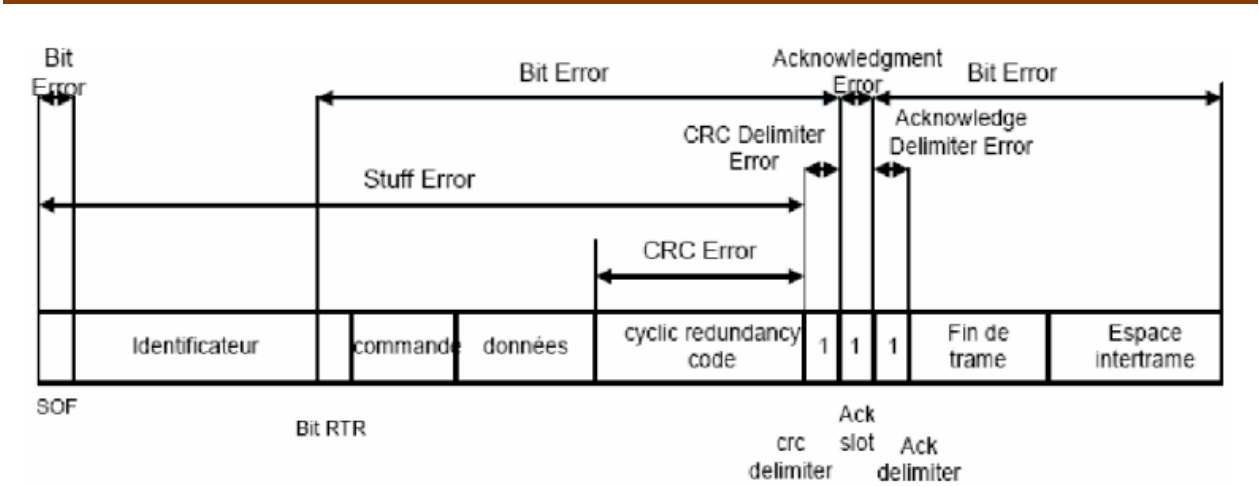 Bit
Error
Bit Error
Acknowledgment
Error
Bit Error
CRC Delimiter
Error
Acknowledge
Delimiter Error
Stuff Error
CRC Error
Identificateur
commande
données
cyclic redundancy
code
1
1
1
Fin de
trame
Espace
intertrame
SOF
Bit RTR
crc
delimiter
Ack
slot
Ack
delimiter